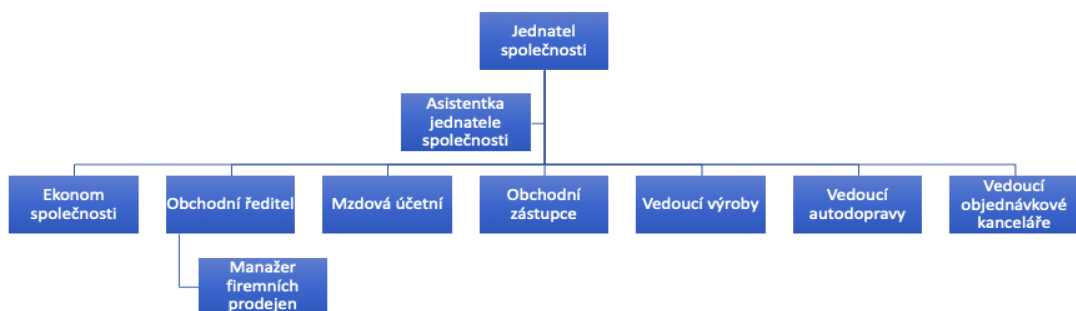 Jednatel
společnosti
Asistentka
jednatele
společnosti
Ekonom
společnosti
Obchodní ředitel
Mzdová účetní
Obchodní
zástupce
Vedoucí výroby
Vedoucí
autodopravy
Vedoucí
objednávkové
kanceláře
Manažer
firemních
prodejen